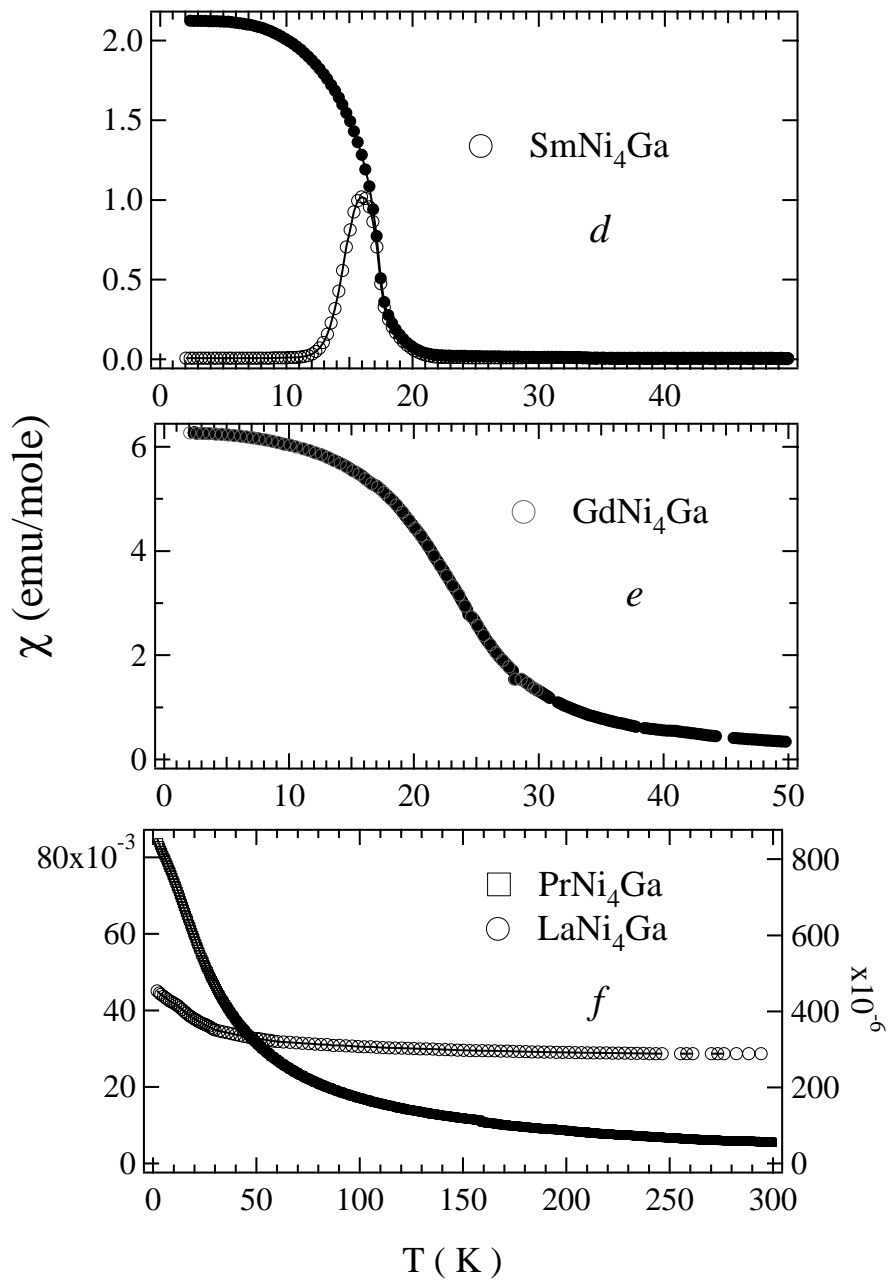 2.0
1.5
1.0
0.5
0.0
SmNi₄Ga
d
0 10 20 30 40
χ (emu/mole)
6
4
2
0
GdNi₄Ga
e
0 10 20 30 40 50
80x10⁻³
60
40
20
0
PrNi₄Ga
LaNi₄Ga
f
800
600
400
200
0
x10⁻⁶
0 50 100 150 200 250 300
T ( K )